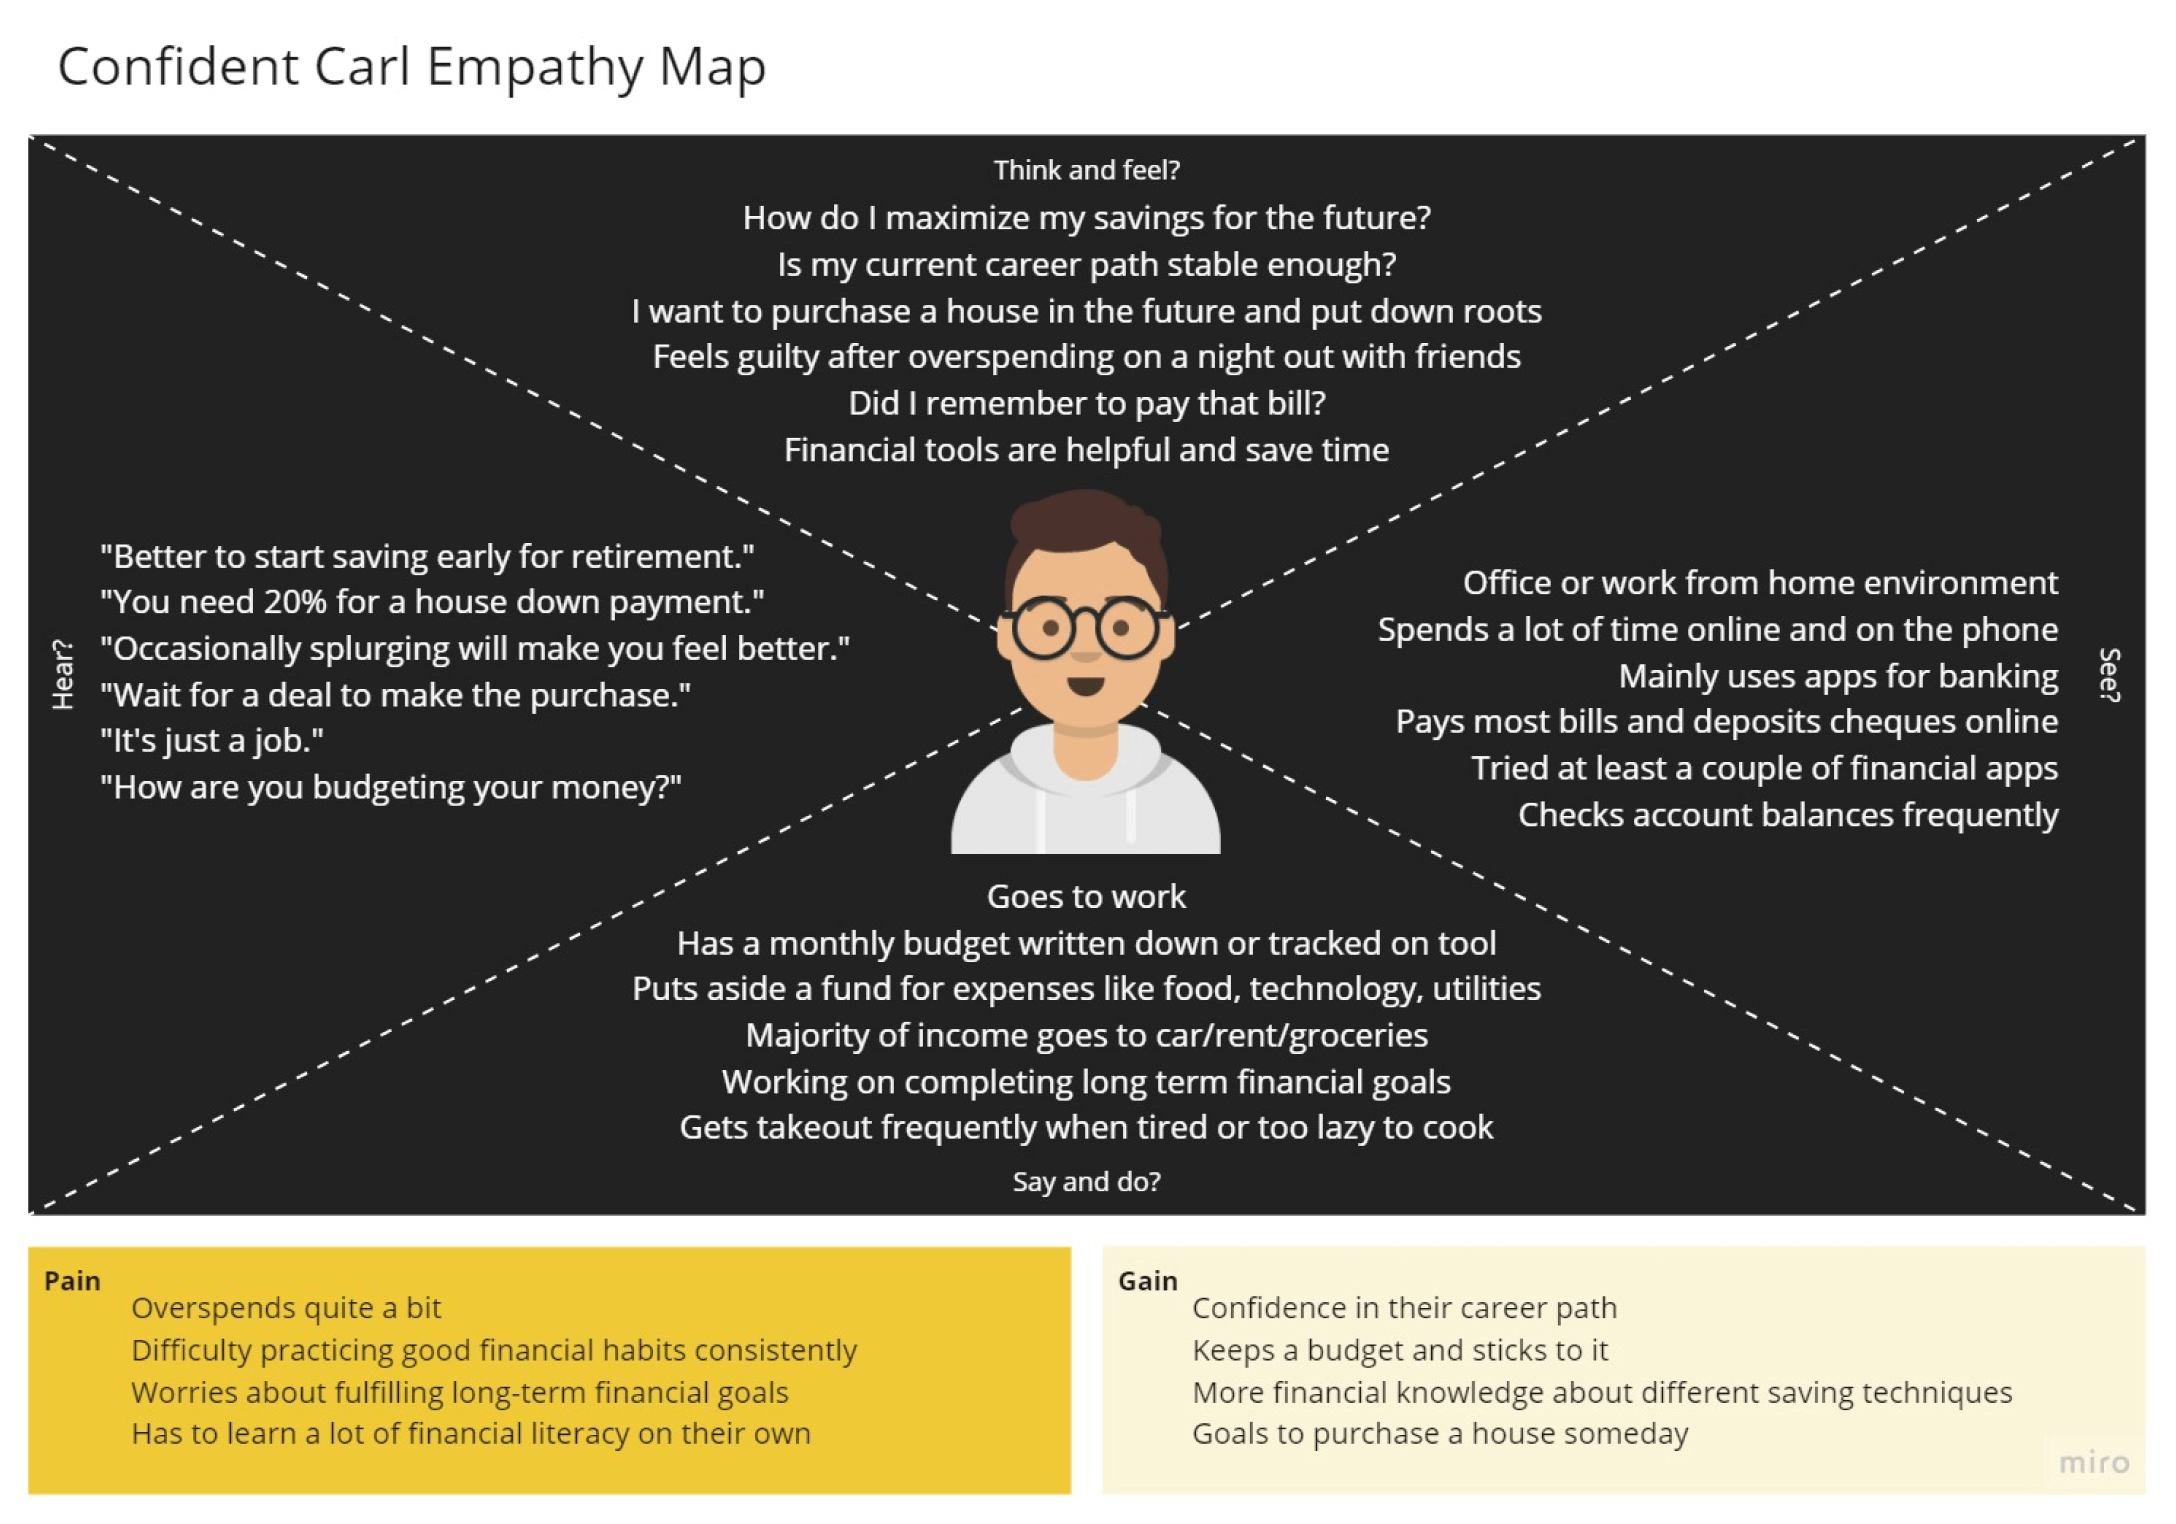 Confident Carl Empathy Map
Think and feel?
How do I maximize my savings for the future?
Is my current career path stable enough?
I want to purchase a house in the future and put down roots
Feels guilty after overspending on a night out with friends
Did I remember to pay that bill?
Financial tools are helpful and save time
Hear?
"Better to start saving early for retirement."
"You need 20% for a house down payment."
"Occasionally splurging will make you feel better."
"Wait for a deal to make the purchase."
"It's just a job."
"How are you budgeting your money?"
See?
Office or work from home environment
Spends a lot of time online and on the phone
Mainly uses apps for banking
Pays most bills and deposits cheques online
Tried at least a couple of financial apps
Checks account balances frequently
Goes to work
Has a monthly budget written down or tracked on tool
Puts aside a fund for expenses like food, technology, utilities
Majority of income goes to car/rent/groceries
Working on completing long term financial goals
Gets takeout frequently when tired or too lazy to cook
Say and do?
Pain
Overspends quite a bit
Difficulty practicing good financial habits consistently
Worries about fulfilling long-term financial goals
Has to learn a lot of financial literacy on their own
Gain
Confidence in their career path
Keeps a budget and sticks to it
More financial knowledge about different saving techniques
Goals to purchase a house someday
miro